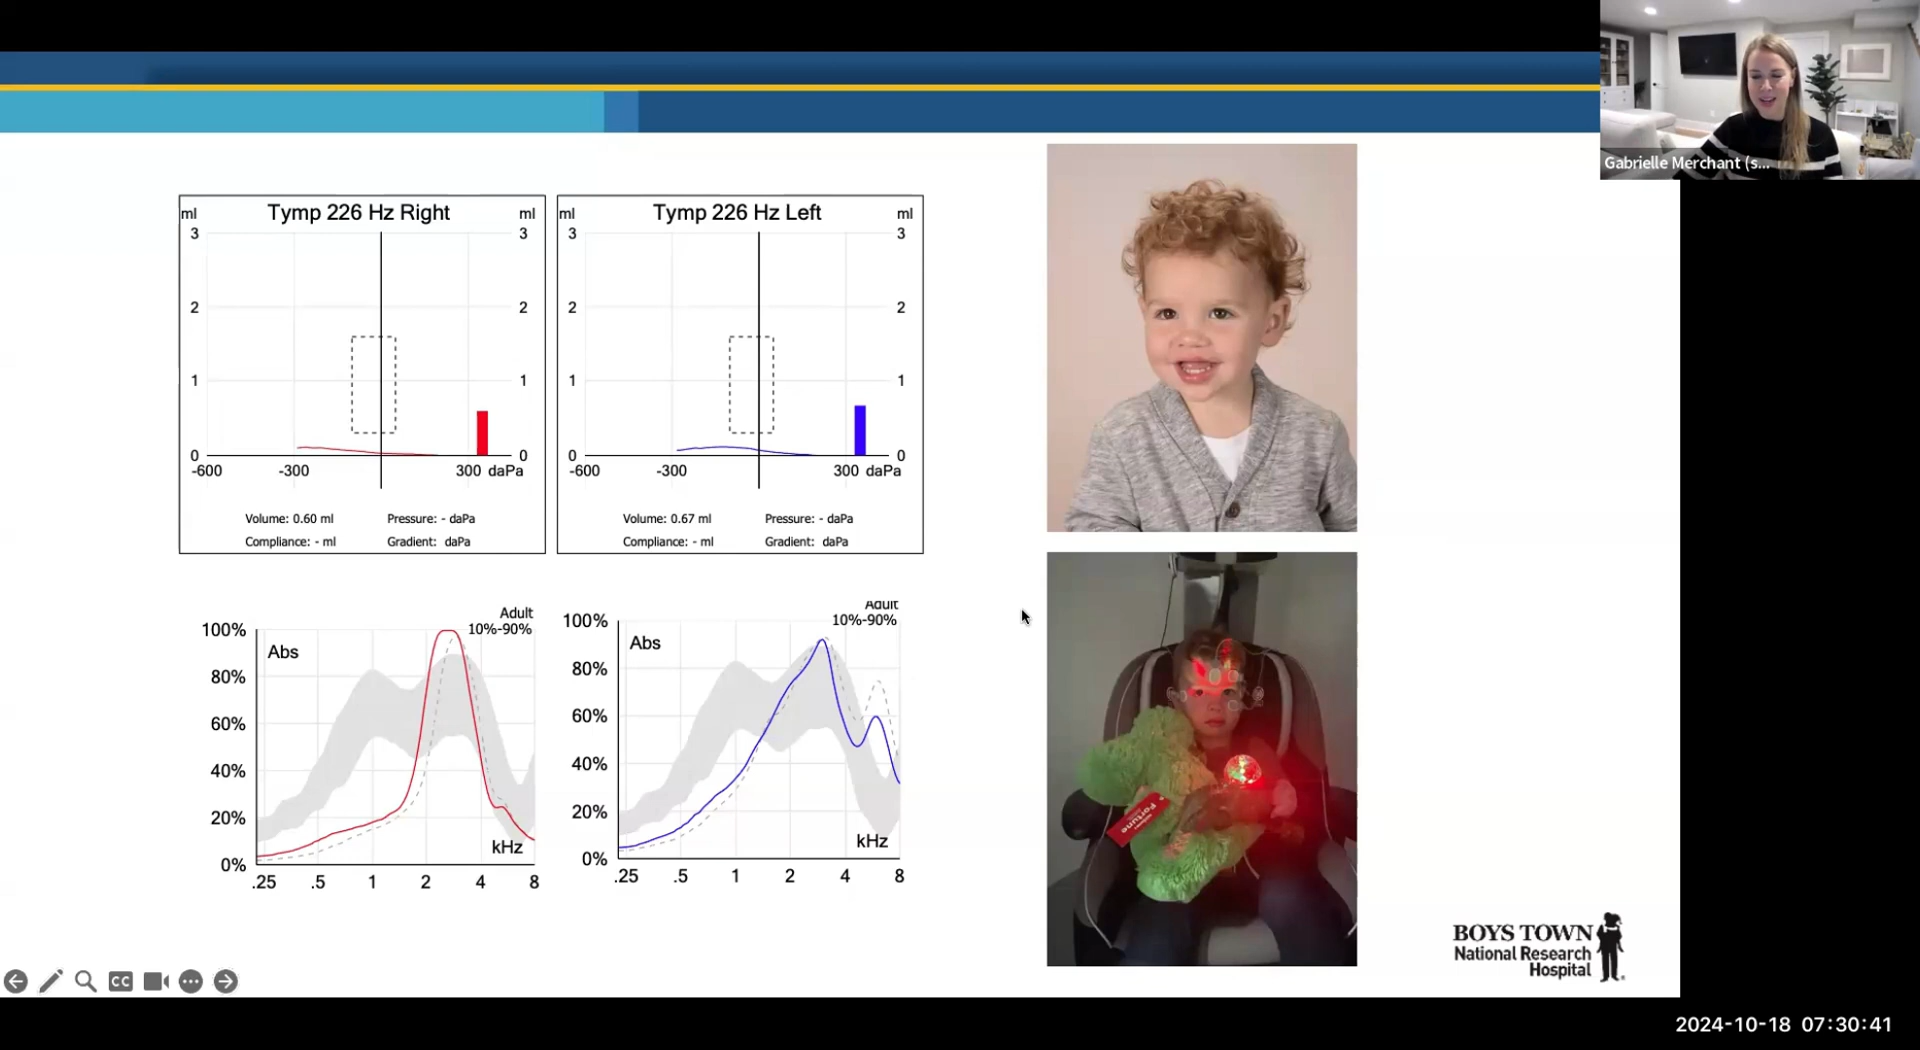 Gabrielle Merchant (s...
Tymp 226 Hz Right
ml
ml
3
3
2
2
1
1
0
0
-600
-300
300 daPa
Volume: 0.60 ml
Pressure: - daPa
Compliance: - ml
Gradient: daPa
Tymp 226 Hz Left
ml
ml
3
3
2
2
1
1
0
0
-600
-300
300 daPa
Volume: 0.67 ml
Pressure: - daPa
Compliance: - ml
Gradient: daPa
Adult
10%-90%
Abs
100%
80%
60%
40%
20%
0%
kHz
.25 .5 1 2 4 8
Adult
10%-90%
Abs
100%
80%
60%
40%
20%
0%
kHz
.25 .5 1 2 4 8
Fortune
BOYS TOWN
National Research
Hospital
CC
2024-10-18 07:30:41